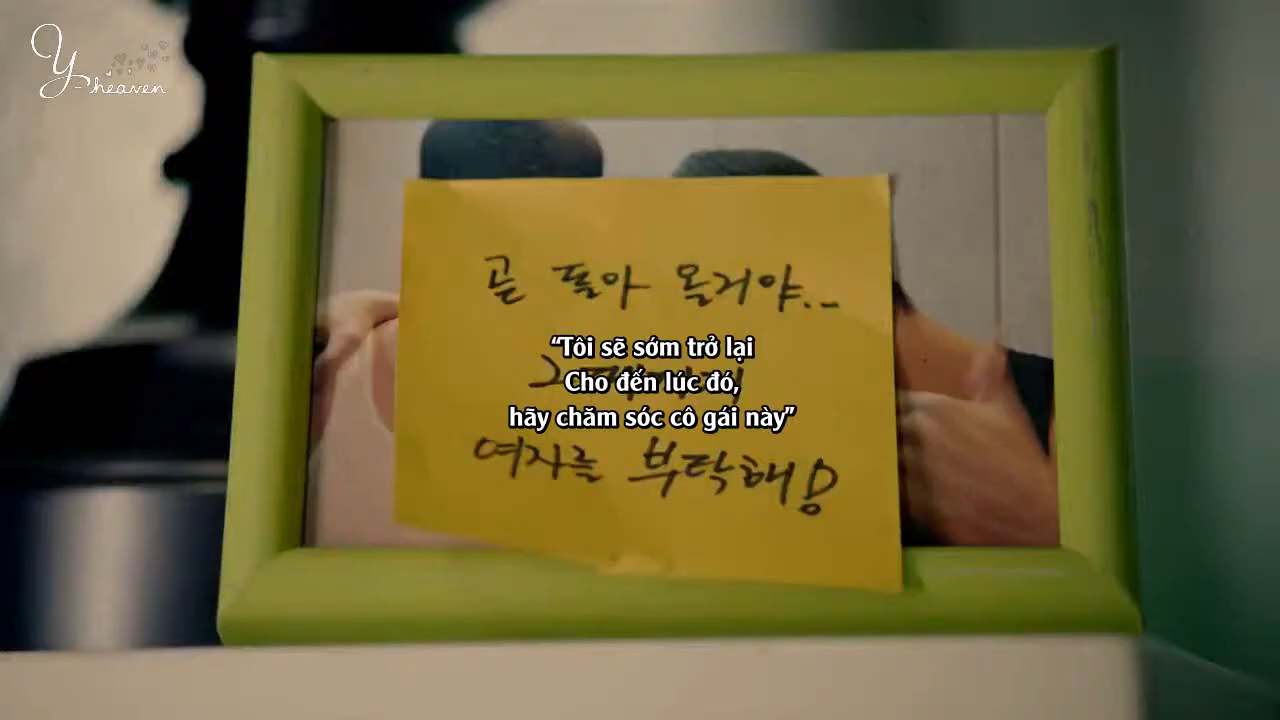 Y-heaven
곧 돌아 올거야..
“Tôi sẽ sớm trở lại
Cho đến lúc đó,
hãy chăm sóc cô gái này”
여자를 부탁해!